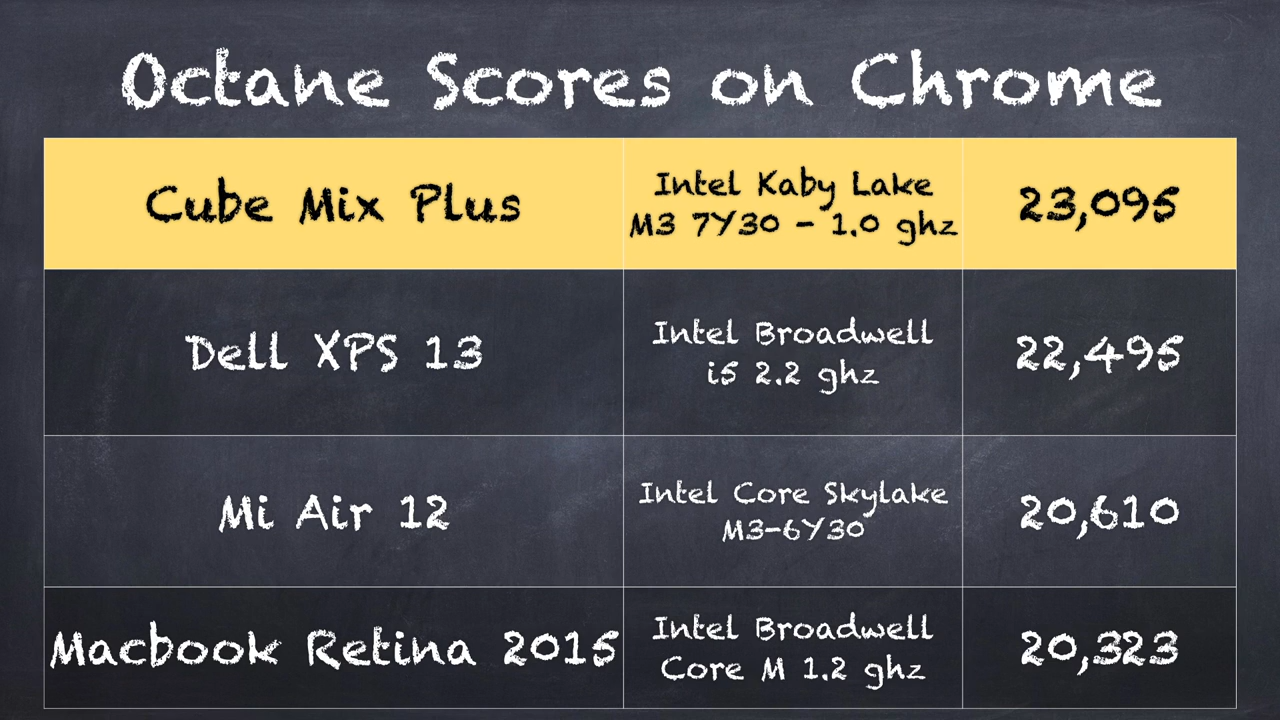 Octane Scores on Chrome
Cube Mix Plus
Intel Kaby Lake
M3 7Y30 - 1.0 ghz
23,095
Dell XPS 13
Intel Broadwell
i5 2.2 ghz
22,495
Mi Air 12
Intel Core Skylake
M3-6Y30
20,610
Macbook Retina 2015
Intel Broadwell
Core M 1.2 ghz
20,323